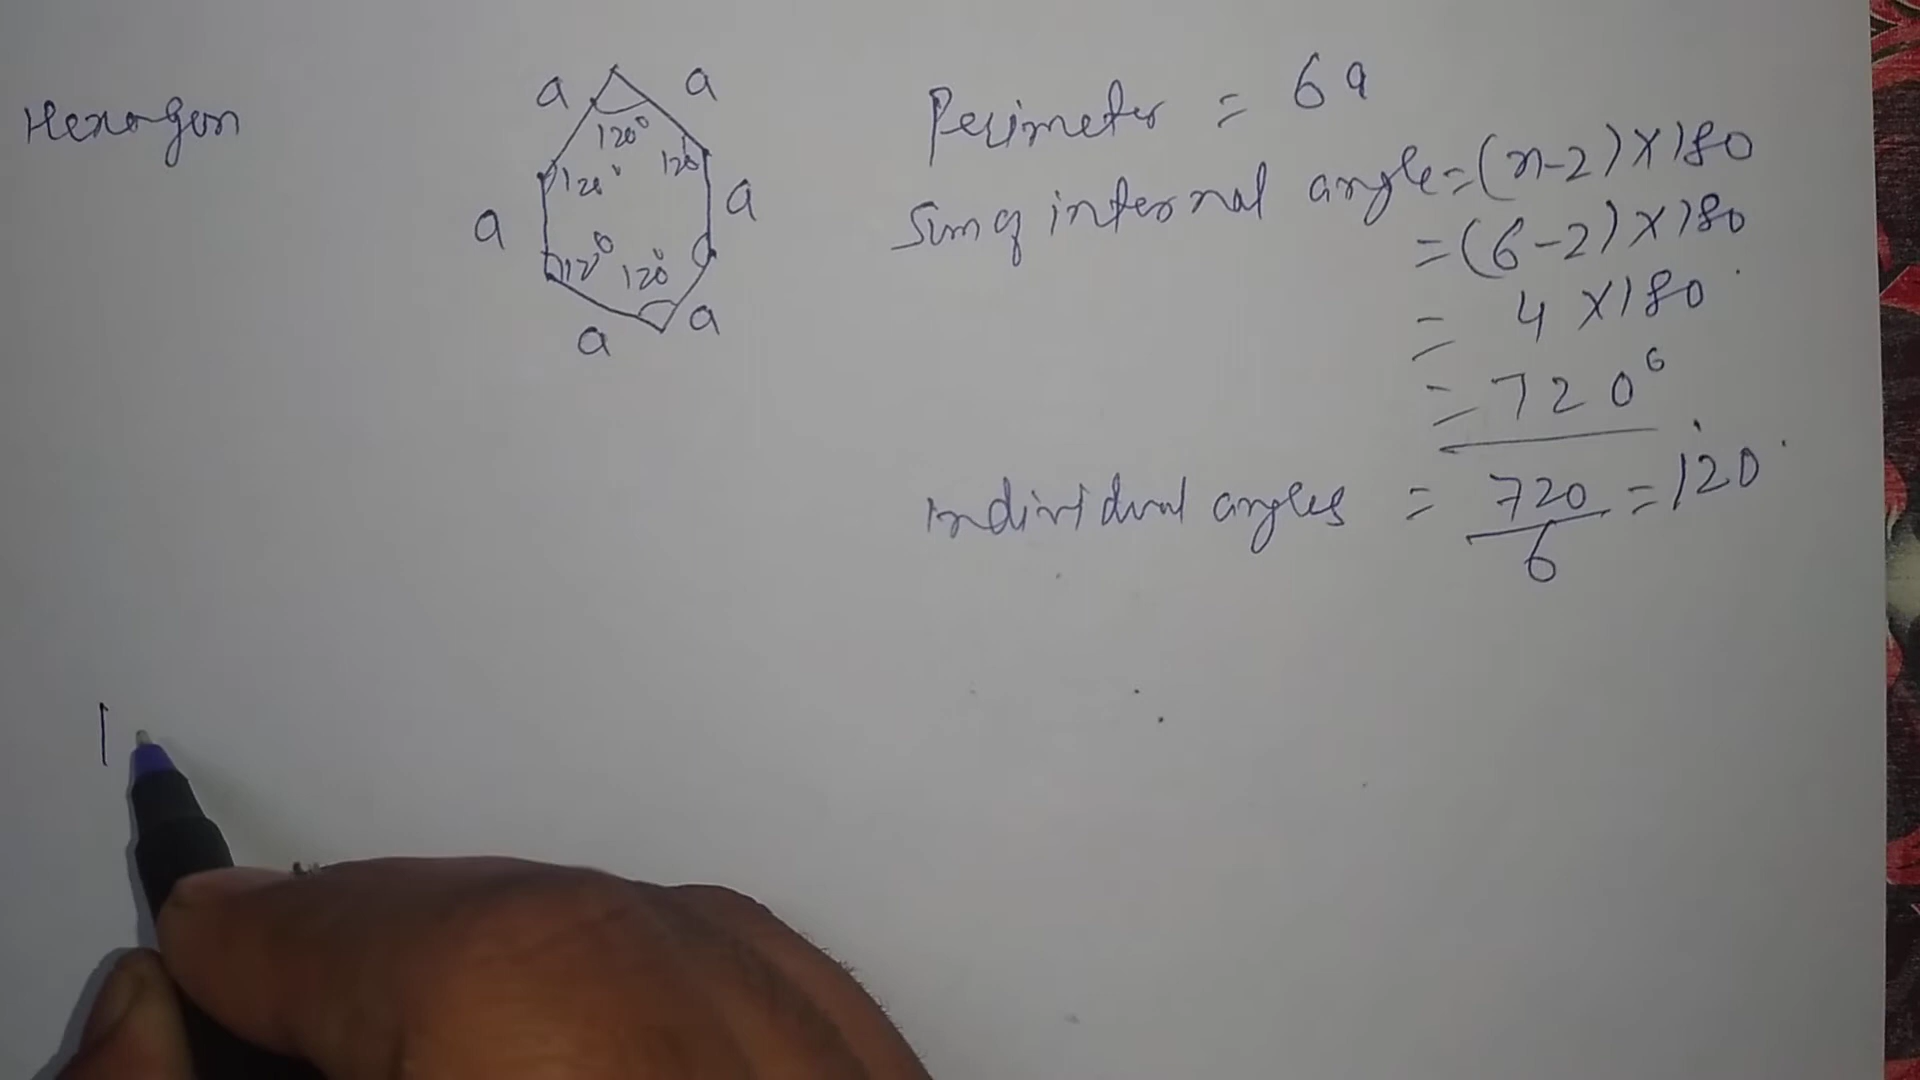 Hexagon
a a
120° 120
120°
a a
120 120°
a a
Perimeter = 6a
Sum of internal angle = (n-2) × 180
= (6-2) × 180
= 4 × 180
= 720°
individual angles = 720/6 = 120